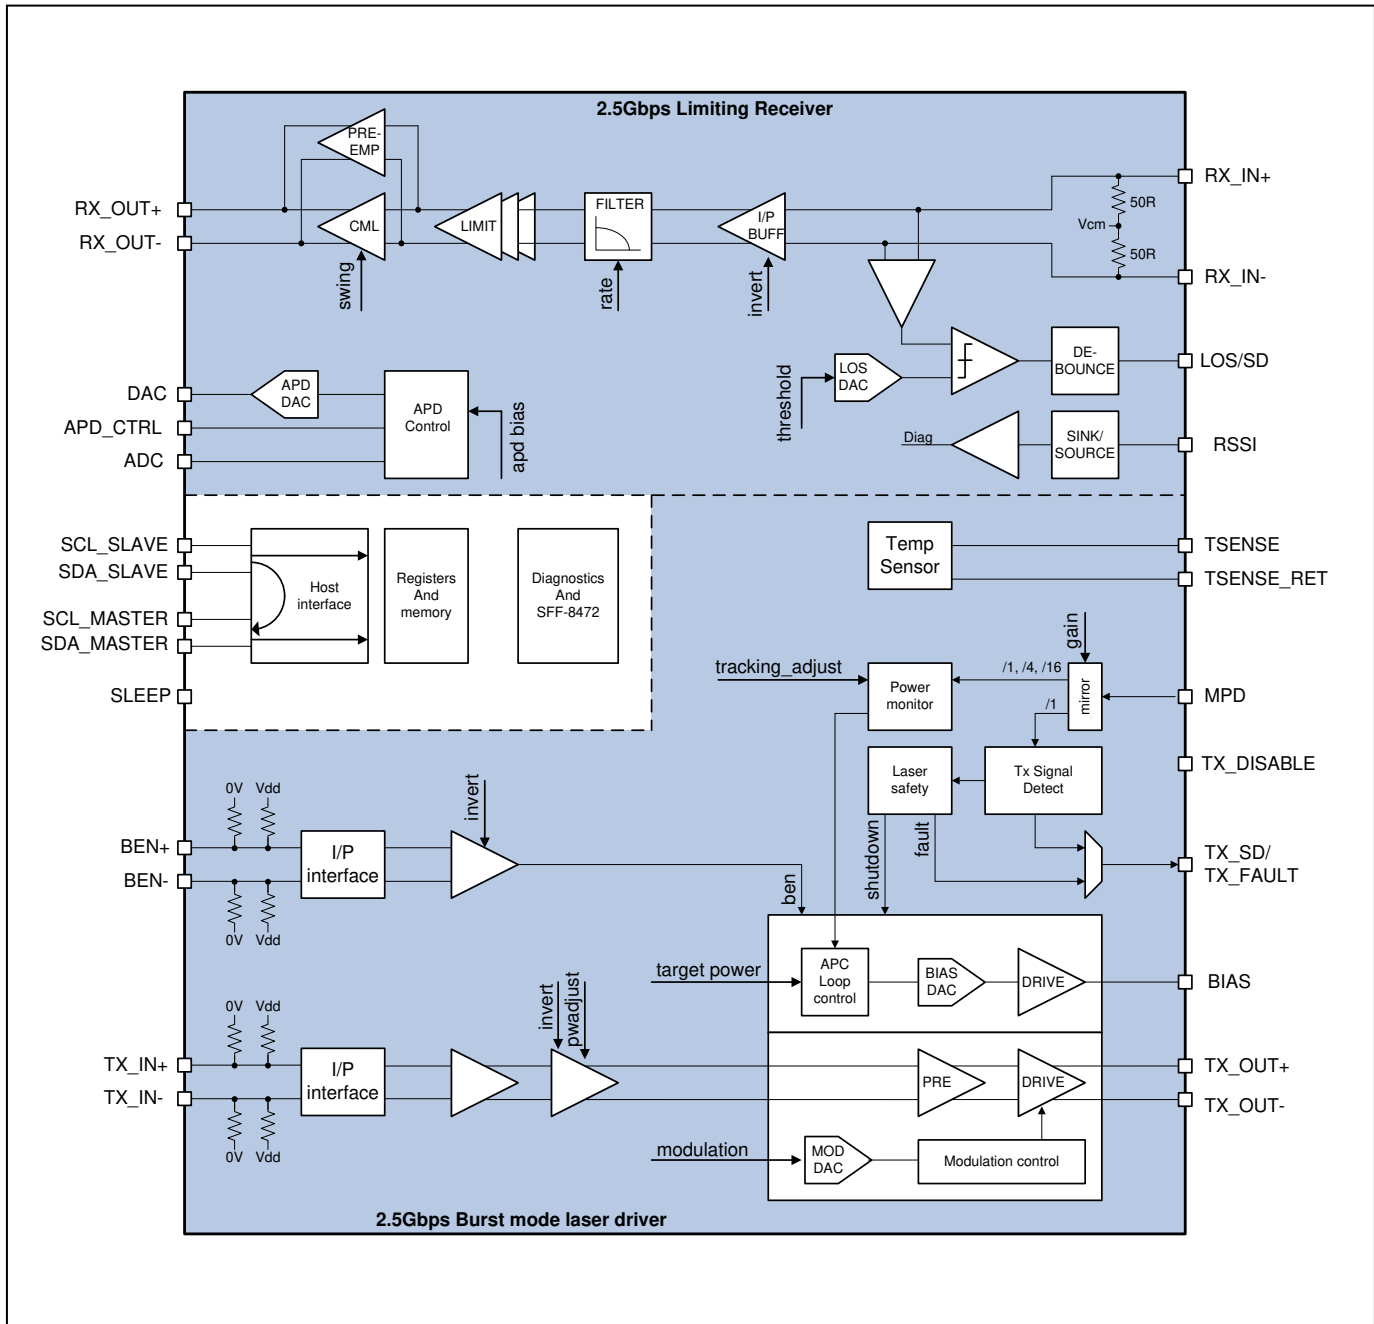 2.5Gbps Limiting Receiver
PRE-
EMP
RX_IN+
RX_OUT+
CML
LIMIT
FILTER
I/P
BUFF
50R
Vcm
RX_OUT-
50R
swing
rate
invert
RX_IN-
LOS
DAC
DE-
BOUNCE
LOS/SD
threshold
DAC
APD
DAC
APD
Control
apd bias
APD_CTRL
ADC
Diag
SINK/
SOURCE
RSSI
SCL_SLAVE
SDA_SLAVE
SCL_MASTER
SDA_MASTER
Host
interface
Registers
And
memory
Diagnostics
And
SFF-8472
SLEEP
Temp
Sensor
TSENSE
TSENSE_RET
gain
tracking_adjust
/1, /4, /16
Power
monitor
/1
mirror
MPD
Laser
safety
Tx Signal
Detect
TX_DISABLE
shutdown
fault
TX_SD/
TX_FAULT
0V
Vdd
invert
BEN+
BEN-
I/P
interface
0V
Vdd
ben
target power
APC
Loop
control
BIAS
DAC
DRIVE
BIAS
0V
Vdd
invert
pwadjust
TX_IN+
TX_IN-
I/P
interface
0V
Vdd
PRE
DRIVE
TX_OUT+
TX_OUT-
modulation
MOD
DAC
Modulation control
2.5Gbps Burst mode laser driver